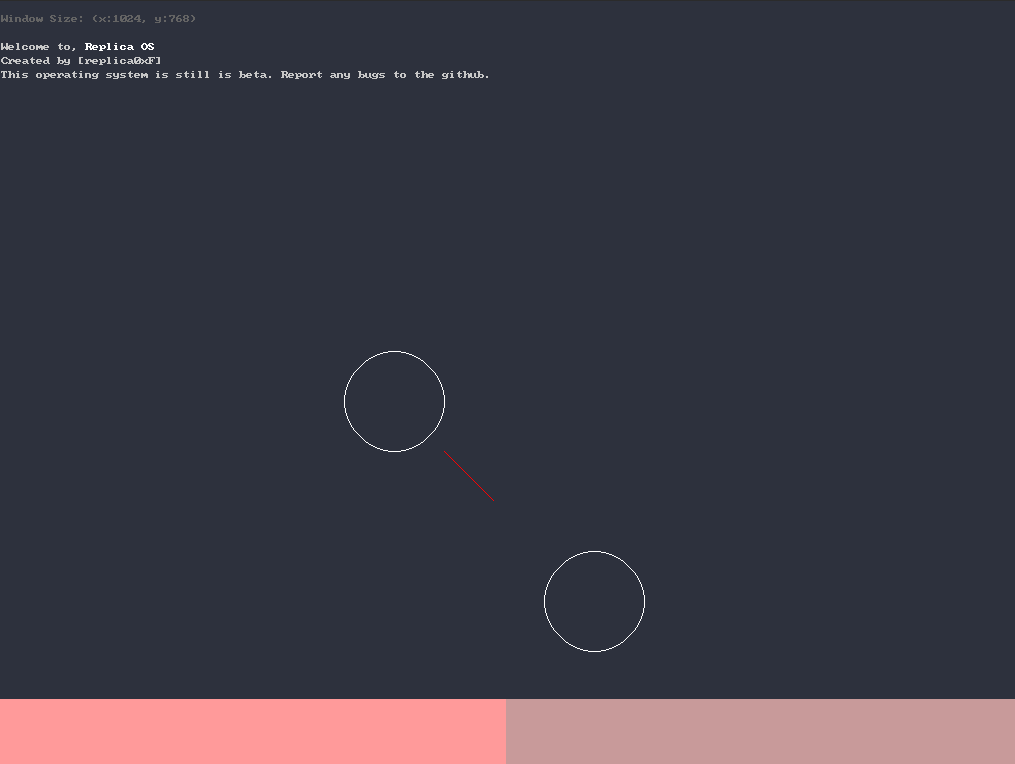 Window Size: (x:1024, y:768)
Welcome to, Replica OS
Created by [replica0xF]
This operating system is still is beta. Report any bugs to the github.